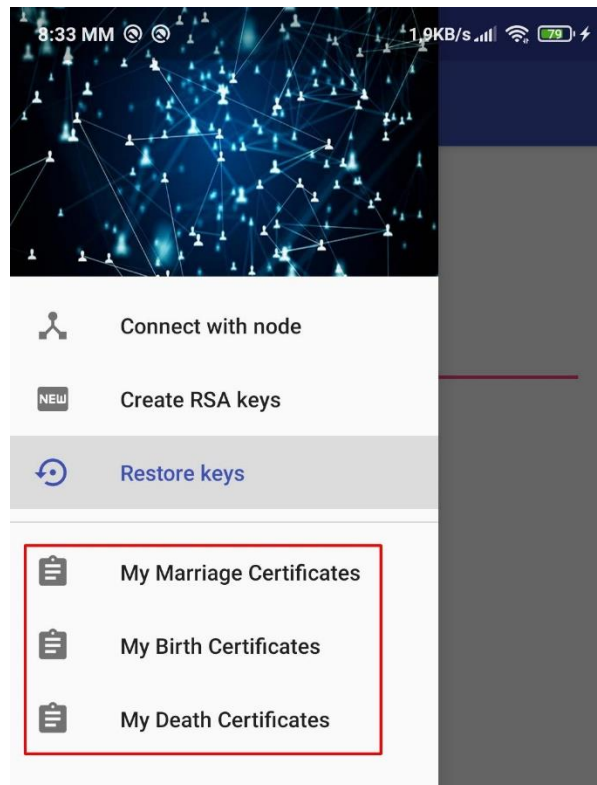 8:33 MM 1,9KB/s 79
Connect with node
NEW Create RSA keys
Restore keys
My Marriage Certificates
My Birth Certificates
My Death Certificates